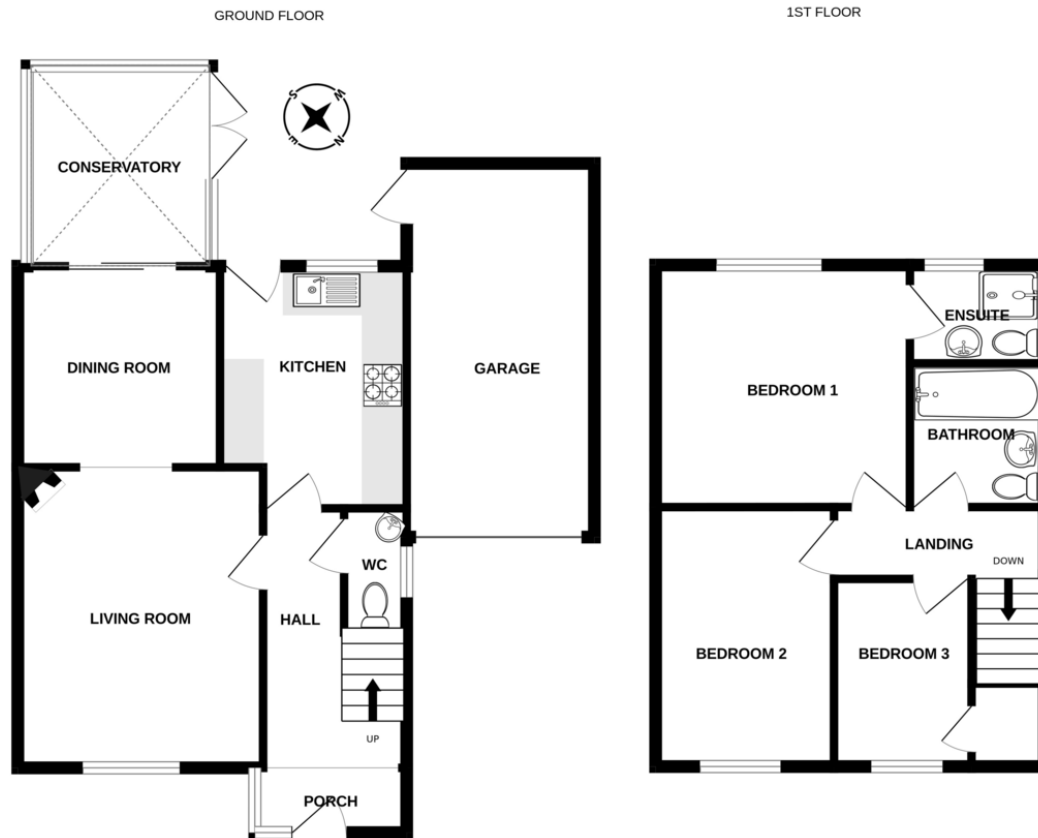 GROUND FLOOR
1ST FLOOR
S
W
N
E
CONSERVATORY
DINING ROOM
KITCHEN
GARAGE
LIVING ROOM
HALL
WC
UP
PORCH
ENSUITE
BEDROOM 1
BATHROOM
LANDING
DOWN
BEDROOM 2
BEDROOM 3